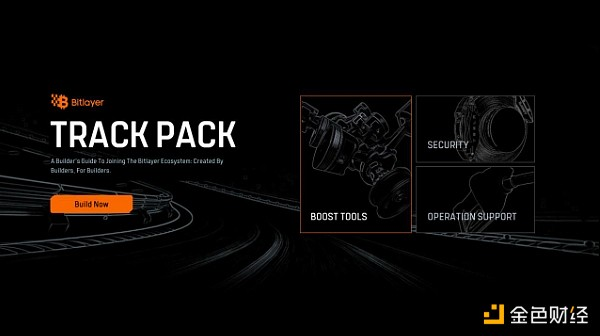 Bitlayer
TRACK PACK
A Builder's Guide To Joining The Bitlayer Ecosystem: Created By
Builders, For Builders.
Build Now
BOOST TOOLS
SECURITY
OPERATION SUPPORT
金色财经